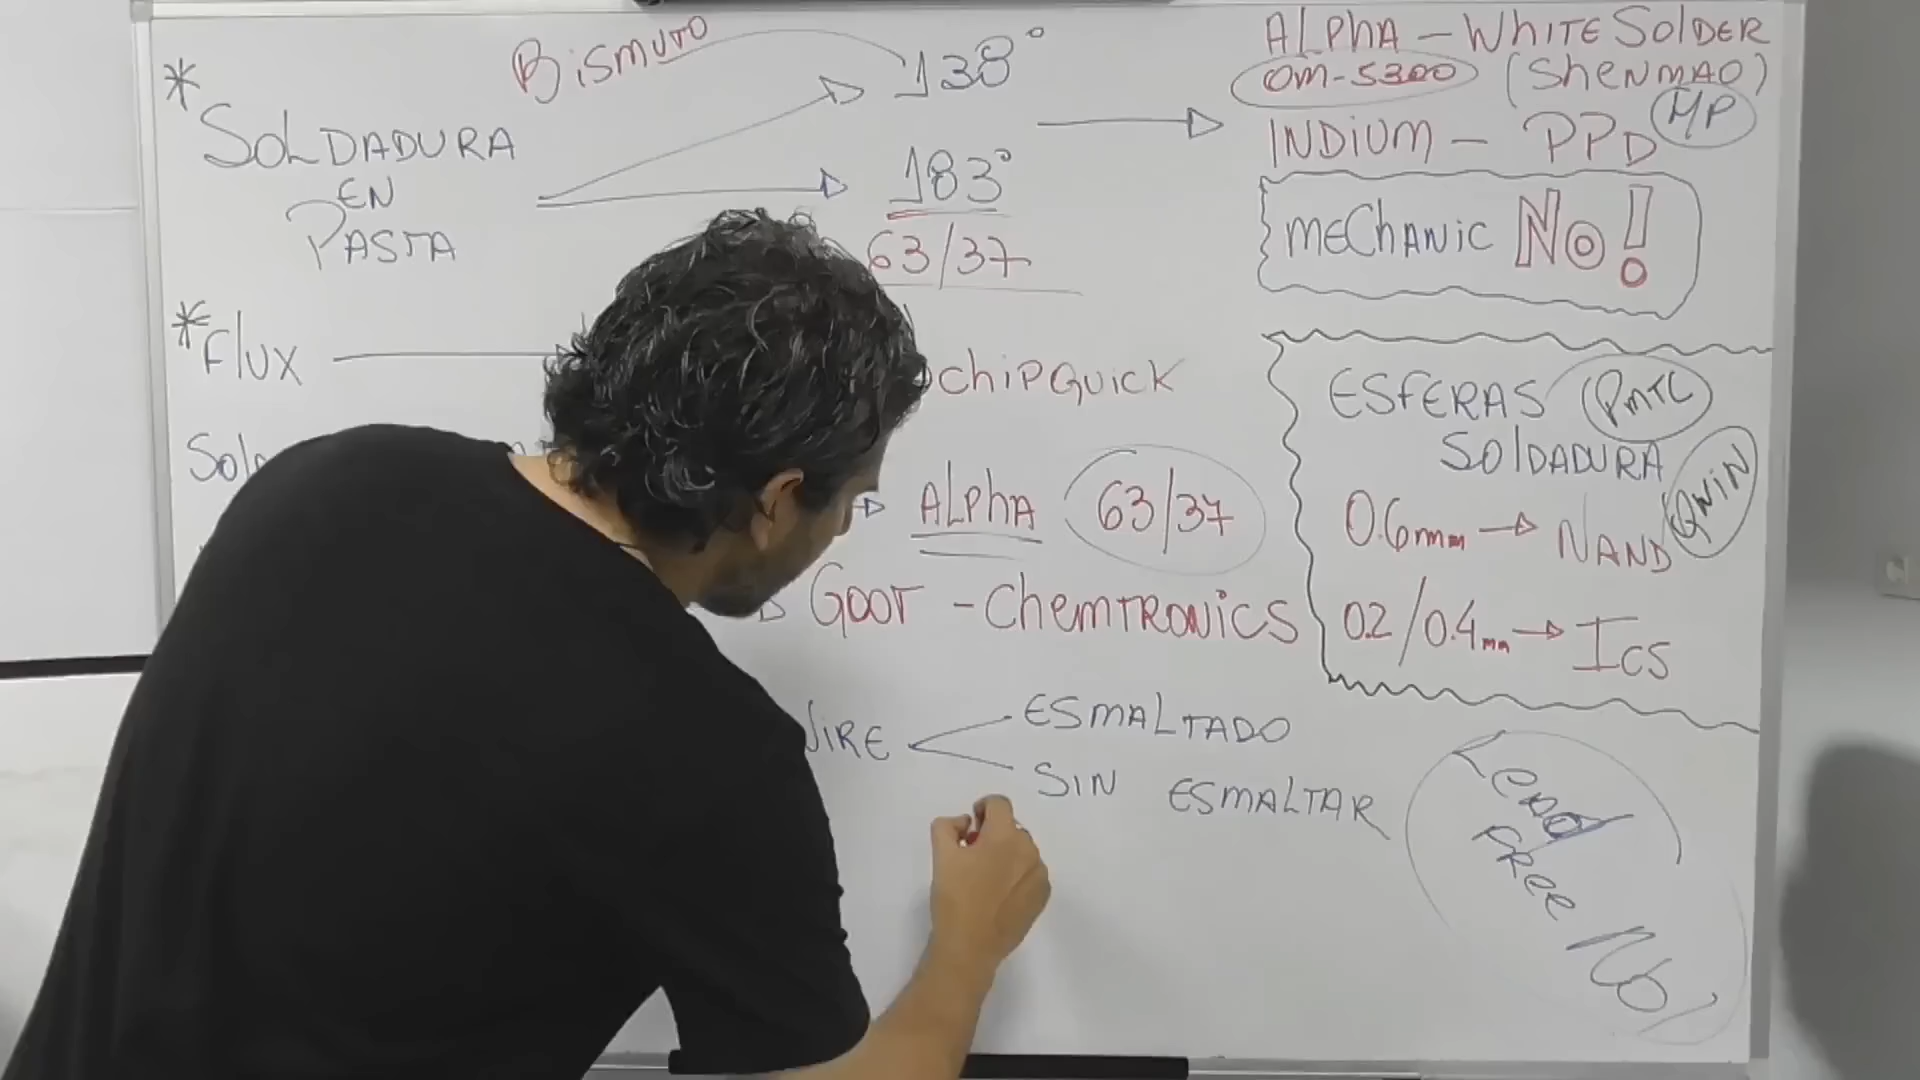 * SOLDADURA
EN
PASTA
Bismuto
138°
183°
63/37
ALPhA - WHITE SOLDER
OM-5300 (ShENMAO)
INDIUM - PPD MP
meChANic No!
* Flux
ChipQuick
ALPhA 63/37
GOOT - ChemTRONiCS
ESMALTADO
SIN ESMALTAR
ESFERAS PMTC
SOlDADURA
0.6mm → NAND QWIN
0.2/0.4mm → ICS
Lead
FRee
No